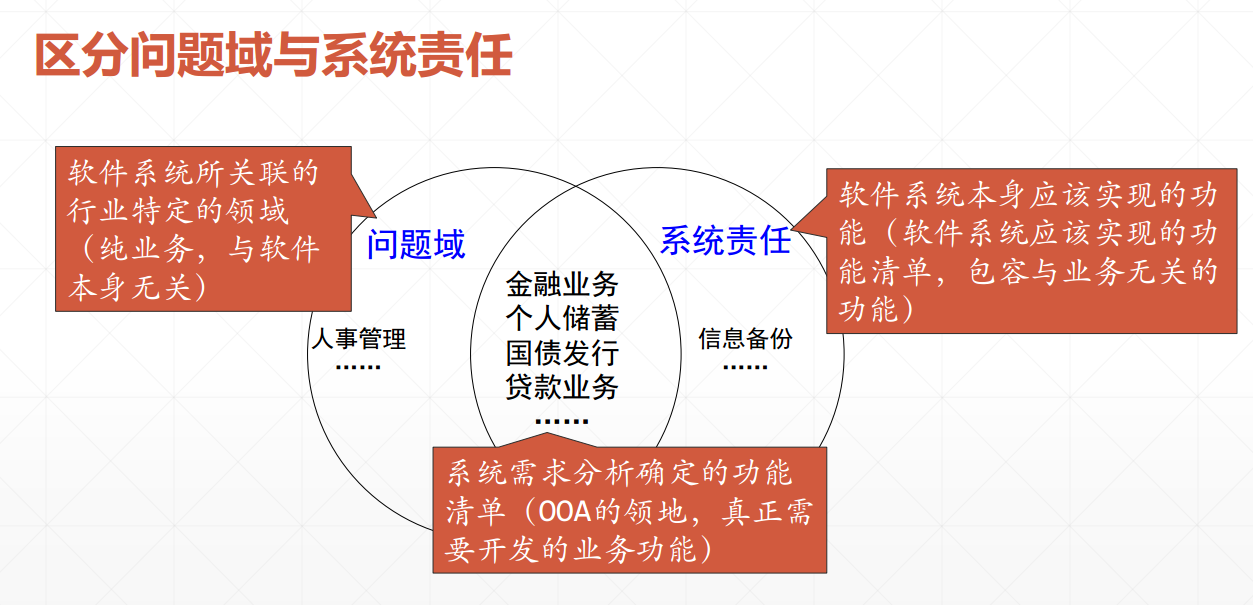 区分问题域与系统责任
软件系统所关联的
行业特定的领域
（纯业务，与软件
本身无关）
问题域
人事管理
……
金融业务
个人储蓄
国债发行
贷款业务
……
系统责任
信息备份
……
软件系统本身应该实现的功
能（软件系统应该实现的功
能清单，包容与业务无关的
功能）
系统需求分析确定的功能
清单（OOA的领地，真正需
要开发的业务功能）